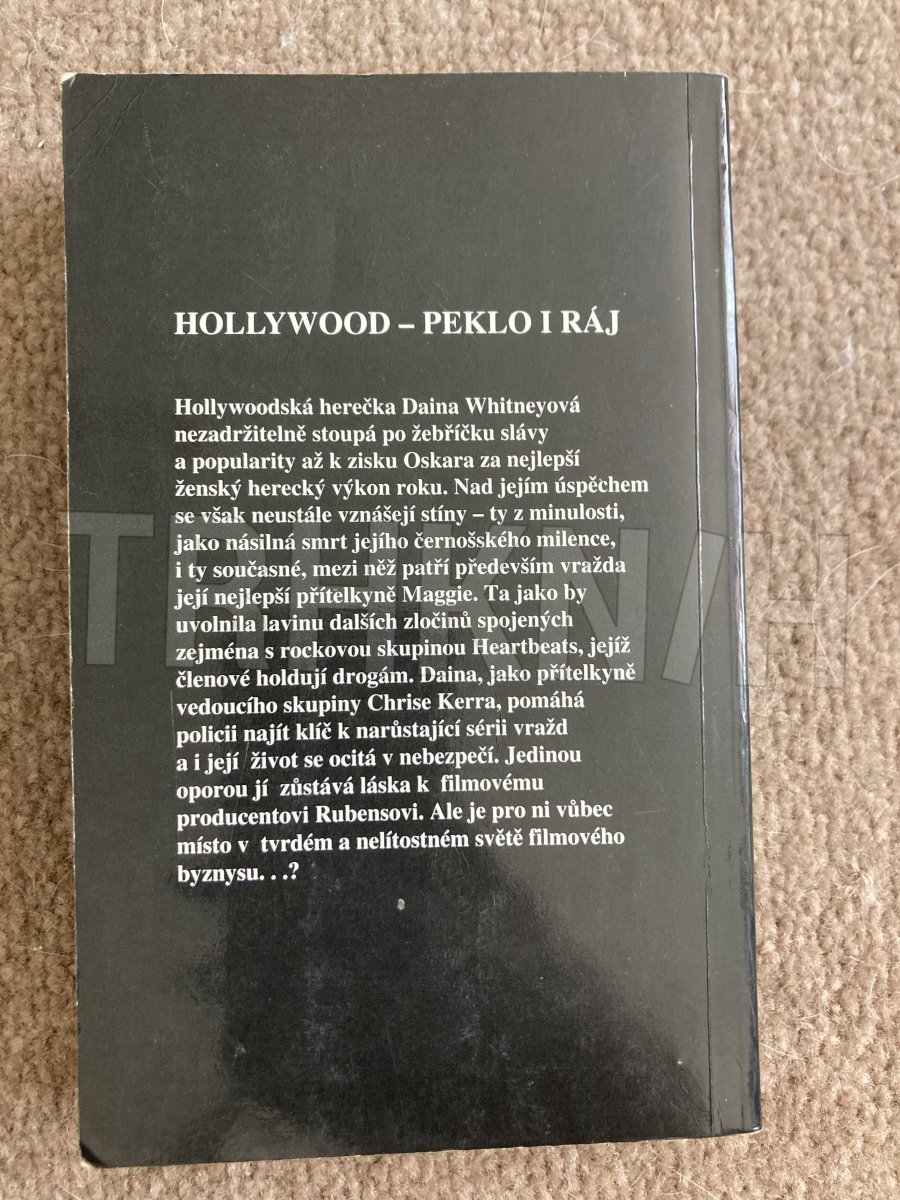 HOLLYWOOD – PEKLO I RÁJ
Hollywoodská herečka Daina Whitneyová
nezadržitelně stoupá po žebříčku slávy
a popularity až k zisku Oskara za nejlepší
ženský herecký výkon roku. Nad jejím úspěchem
se však neustále vznášejí stíny – ty z minulosti,
jako násilná smrt jejího černošského milence,
i ty současné, mezi něž patří především vražda
její nejlepší přítelkyně Maggie. Ta jako by
uvolnila lavinu dalších zločinů spojených
zejména s rockovou skupinou Heartbeats, jejíž
členové holdují drogám. Daina, jako přítelkyně
vedoucího skupiny Chrise Kerra, pomáhá
policii najít klíč k narůstající sérii vražd
a i její život se ocitá v nebezpečí. Jedinou
oporou jí zůstává láska k filmovému
producentovi Rubensovi. Ale je pro ni vůbec
místo v tvrdém a nelítostném světě filmového
byznysu. . .?